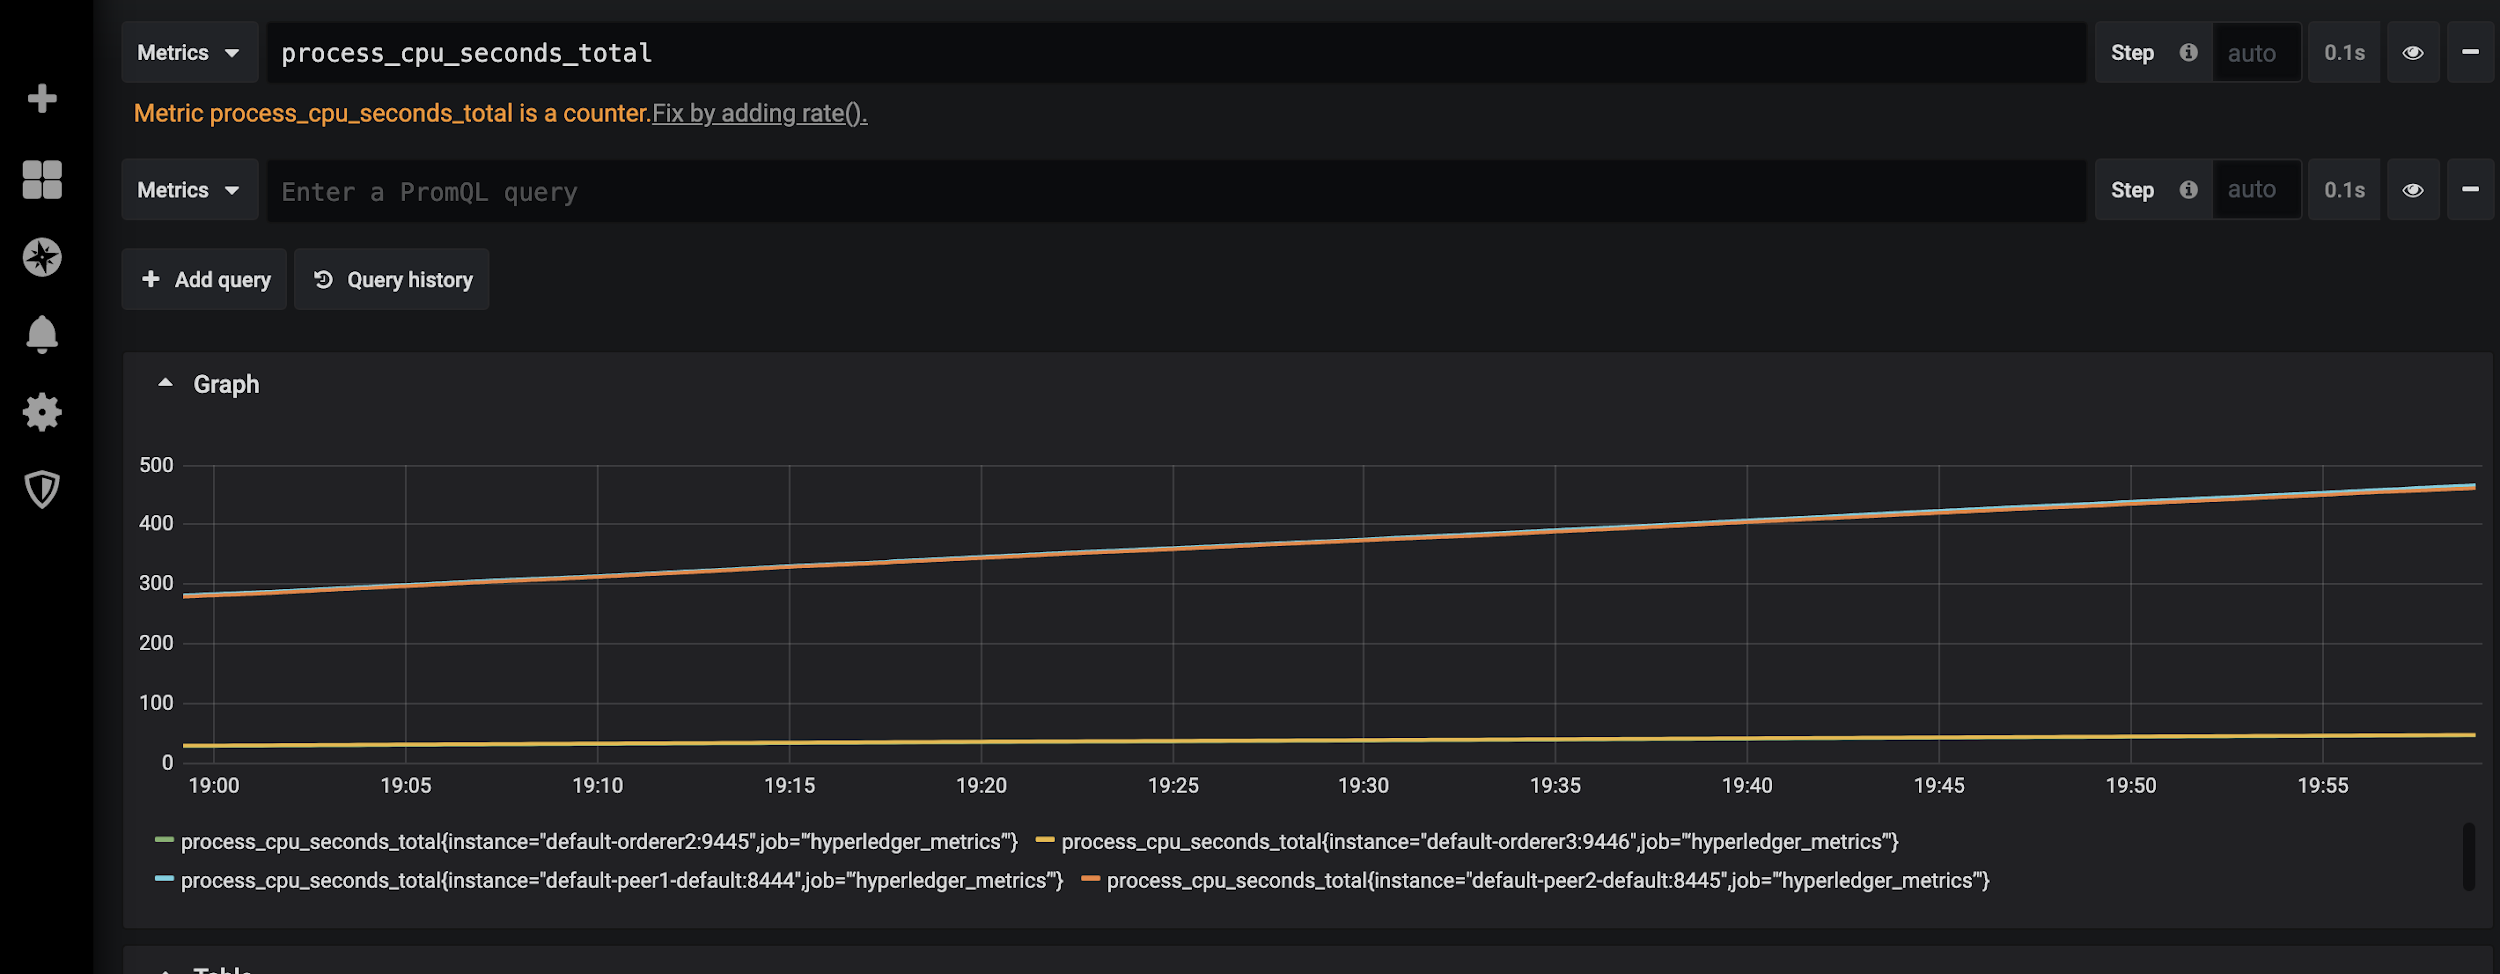 Metrics process_cpu_seconds_total Step auto 0.1s
Metric process_cpu_seconds_total is a counter.Fix by adding rate().
Metrics Enter a PromQL query Step auto 0.1s
Add query Query history
Graph
500
400
300
200
100
0
19:00 19:05 19:10 19:15 19:20 19:25 19:30 19:35 19:40 19:45 19:50 19:55
process_cpu_seconds_total{instance="default-orderer2:9445",job="'hyperledger_metrics'"} process_cpu_seconds_total{instance="default-orderer3:9446",job="'hyperledger_metrics'"}
process_cpu_seconds_total{instance="default-peer1-default:8444",job="'hyperledger_metrics'"} process_cpu_seconds_total{instance="default-peer2-default:8445",job="'hyperledger_metrics'"}
Table